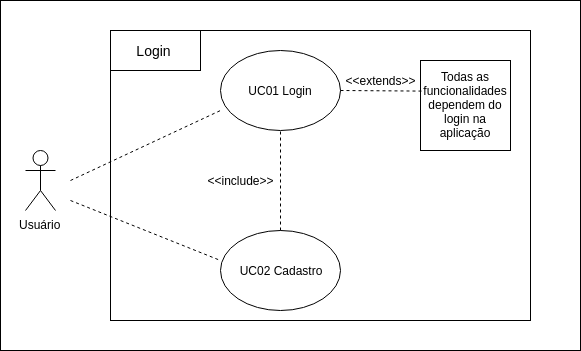 Login
UC01 Login
<<extends>>
Todas as
funcionalidades
dependem do
login na
aplicação
<<include>>
Usuário
UC02 Cadastro